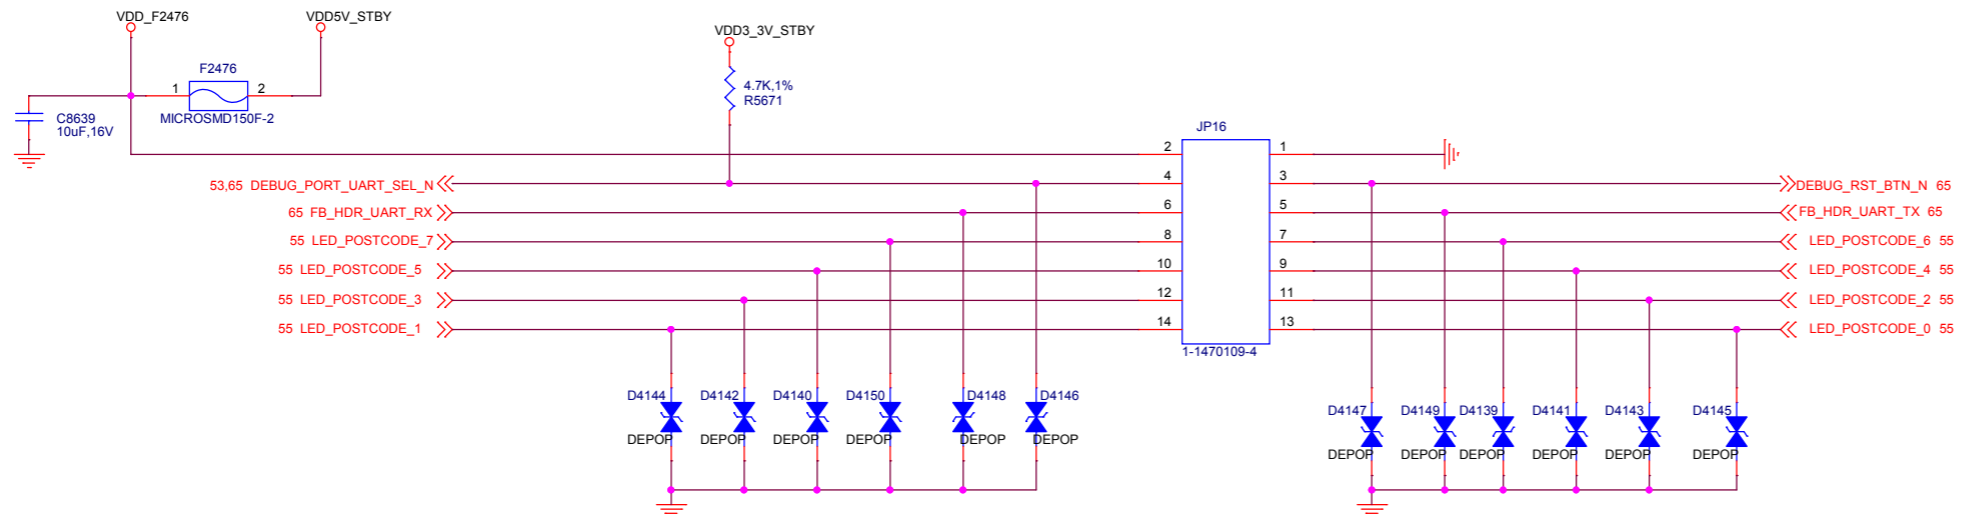 VDD_F2476
VDD5V_STBY
VDD3_3V_STBY
F2476
1
2
MICROSMD150F-2
C8639
10uF,16V
4.7K,1%
R5671
JP16
2
1
53,65 DEBUG_PORT_UART_SEL_N
4
3
DEBUG_RST_BTN_N 65
65 FB_HDR_UART_RX
6
5
FB_HDR_UART_TX 65
55 LED_POSTCODE_7
8
7
LED_POSTCODE_6 55
55 LED_POSTCODE_5
10
9
LED_POSTCODE_4 55
55 LED_POSTCODE_3
12
11
LED_POSTCODE_2 55
55 LED_POSTCODE_1
14
13
LED_POSTCODE_0 55
1-1470109-4
D4144
D4142
D4140
D4150
D4148
D4146
DEPOP
DEPOP
DEPOP
DEPOP
DEPOP
DEPOP
D4147
D4149
D4139
D4141
D4143
D4145
DEPOP
DEPOP
DEPOP
DEPOP
DEPOP
DEPOP